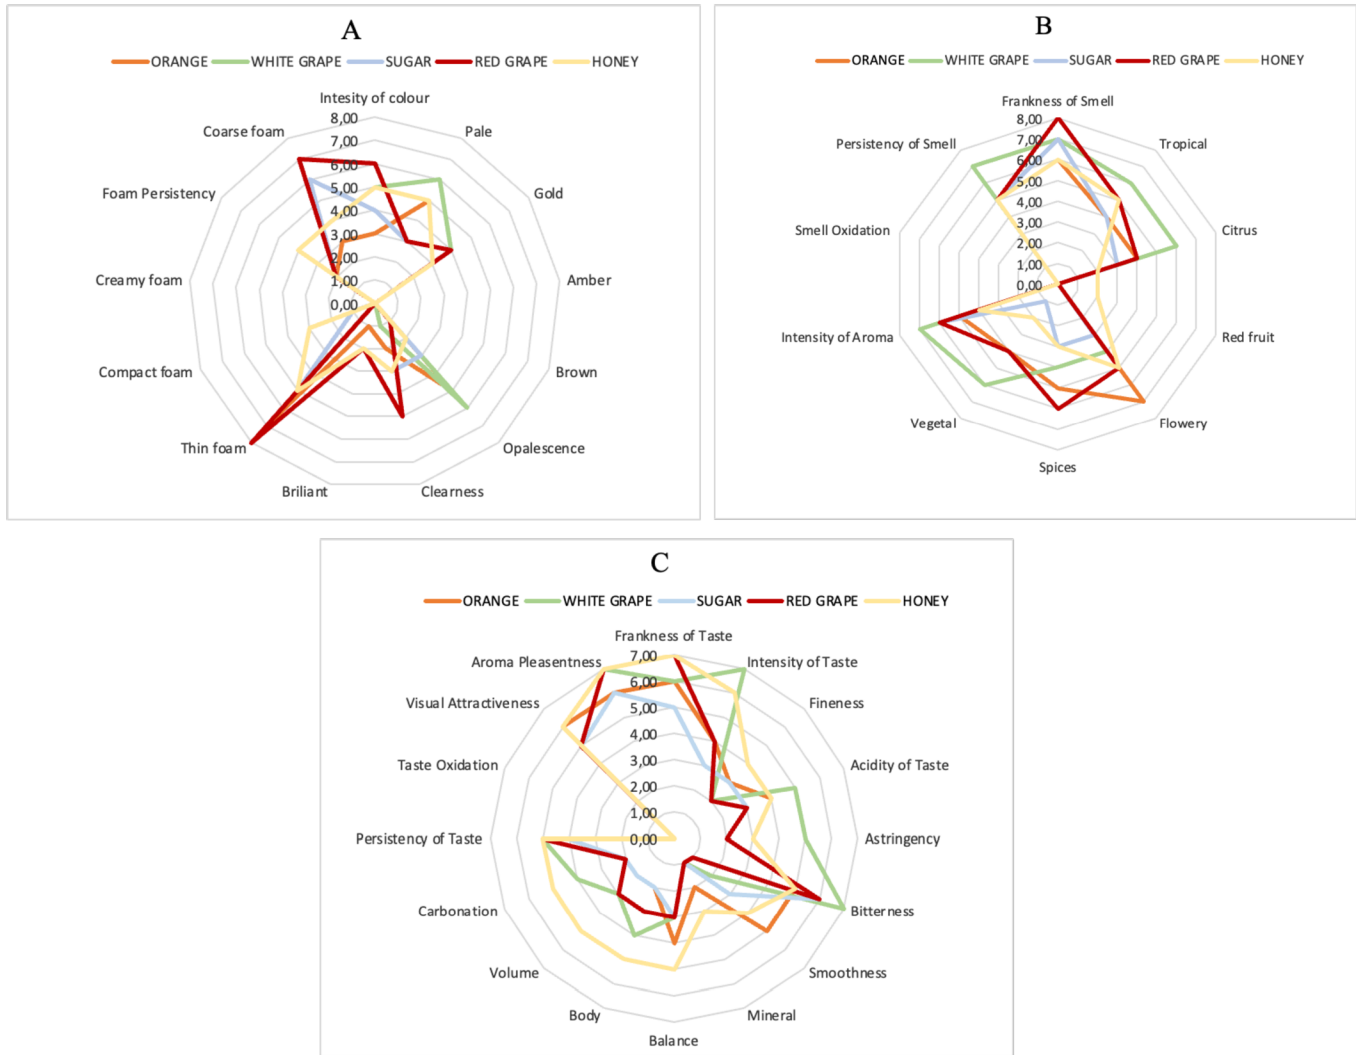 A
ORANGE WHITE GRAPE SUGAR RED GRAPE HONEY
Intesity of colour
Coarse foam Pale
Foam Persistency Gold
Creamy foam Amber
Compact foam Brown
Thin foam Opalescence
Briliant Clearness
8,00
7,00
6,00
5,00
4,00
3,00
2,00
1,00
0,00
B
ORANGE WHITE GRAPE SUGAR RED GRAPE HONEY
Frankness of Smell
Persistency of Smell Tropical
Smell Oxidation Citrus
Intensity of Aroma Red fruit
Vegetal Flowery
Spices
8,00
7,00
6,00
5,00
4,00
3,00
2,00
1,00
0,00
C
ORANGE WHITE GRAPE SUGAR RED GRAPE HONEY
Frankness of Taste
Aroma Pleasentness Intensity of Taste
Visual Attractiveness Fineness
Taste Oxidation Acidity of Taste
Persistency of Taste Astringency
Carbonation Bitterness
Volume Smoothness
Body Mineral
Balance
7,00
6,00
5,00
4,00
3,00
2,00
1,00
0,00